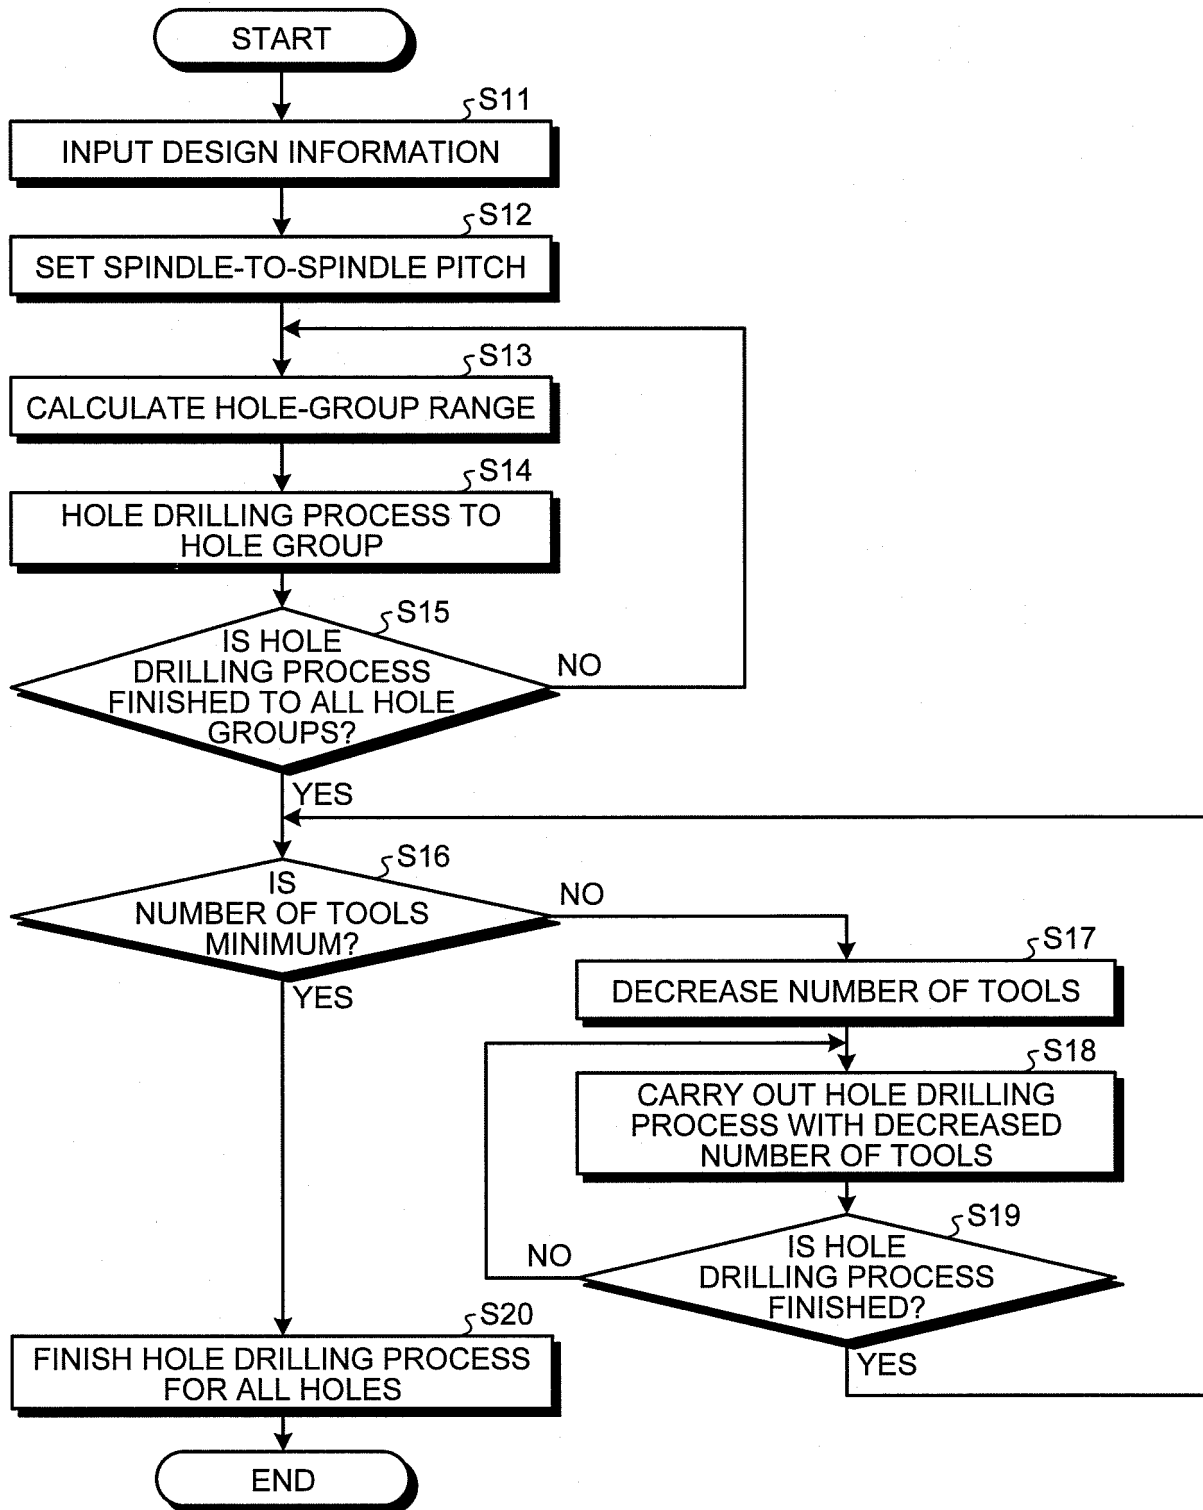 START
S11
INPUT DESIGN INFORMATION
S12
SET SPINDLE-TO-SPINDLE PITCH
S13
CALCULATE HOLE-GROUP RANGE
S14
HOLE DRILLING PROCESS TO
HOLE GROUP
S15
IS HOLE
DRILLING PROCESS
FINISHED TO ALL HOLE
GROUPS?
NO
YES
S16
IS
NUMBER OF TOOLS
MINIMUM?
NO
YES
S17
DECREASE NUMBER OF TOOLS
S18
CARRY OUT HOLE DRILLING
PROCESS WITH DECREASED
NUMBER OF TOOLS
S19
IS HOLE
DRILLING PROCESS
FINISHED?
NO
YES
S20
FINISH HOLE DRILLING PROCESS
FOR ALL HOLES
END